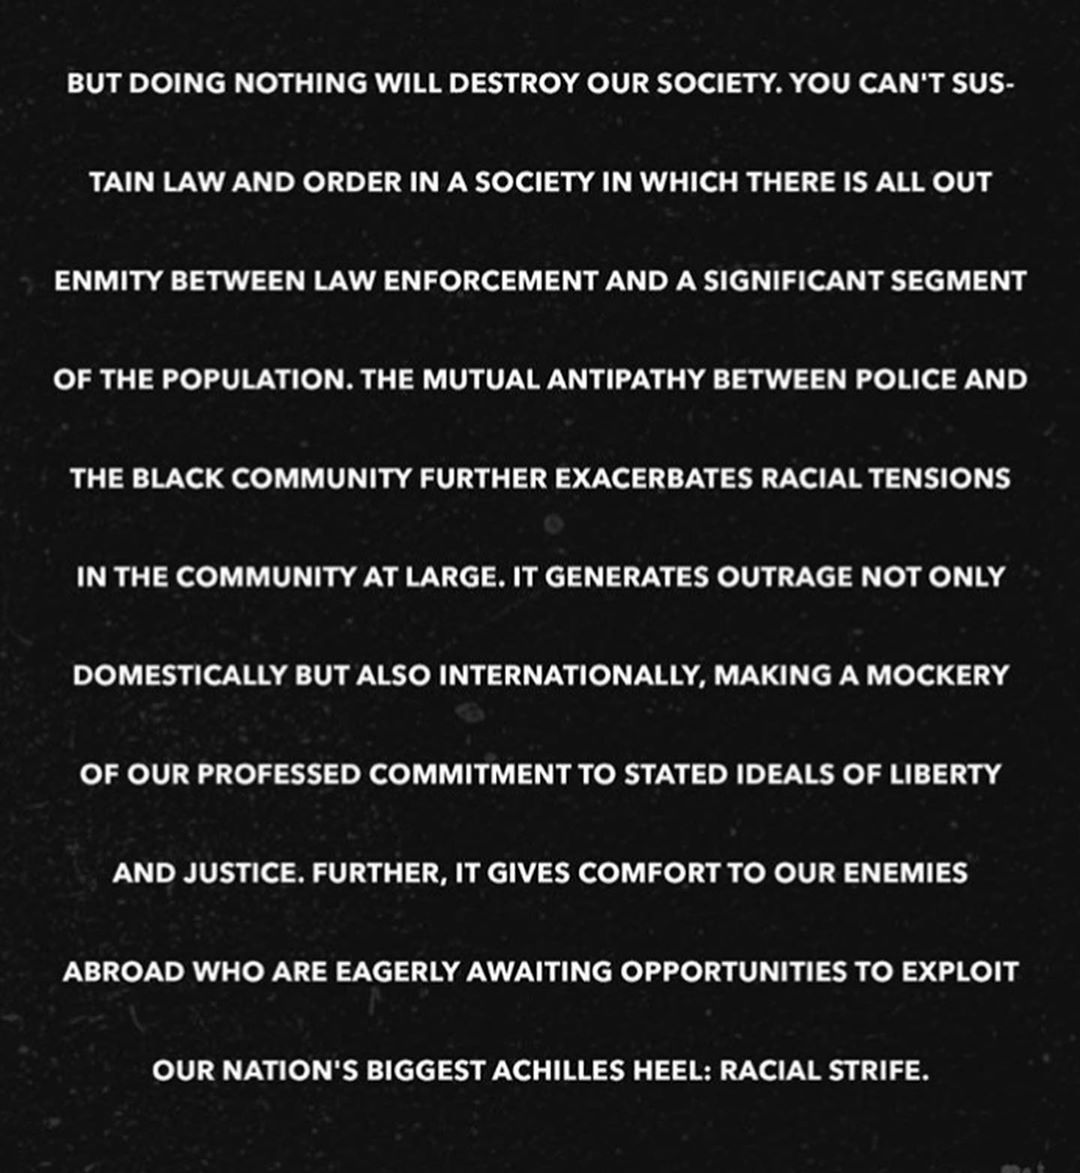 BUT DOING NOTHING WILL DESTROY OUR SOCIETY. YOU CAN'T SUS-
TAIN LAW AND ORDER IN A SOCIETY IN WHICH THERE IS ALL OUT
ENMITY BETWEEN LAW ENFORCEMENT AND A SIGNIFICANT SEGMENT
OF THE POPULATION. THE MUTUAL ANTIPATHY BETWEEN POLICE AND
THE BLACK COMMUNITY FURTHER EXACERBATES RACIAL TENSIONS
IN THE COMMUNITY AT LARGE. IT GENERATES OUTRAGE NOT ONLY
DOMESTICALLY BUT ALSO INTERNATIONALLY, MAKING A MOCKERY
OF OUR PROFESSED COMMITMENT TO STATED IDEALS OF LIBERTY
AND JUSTICE. FURTHER, IT GIVES COMFORT TO OUR ENEMIES
ABROAD WHO ARE EAGERLY AWAITING OPPORTUNITIES TO EXPLOIT
OUR NATION'S BIGGEST ACHILLES HEEL: RACIAL STRIFE.